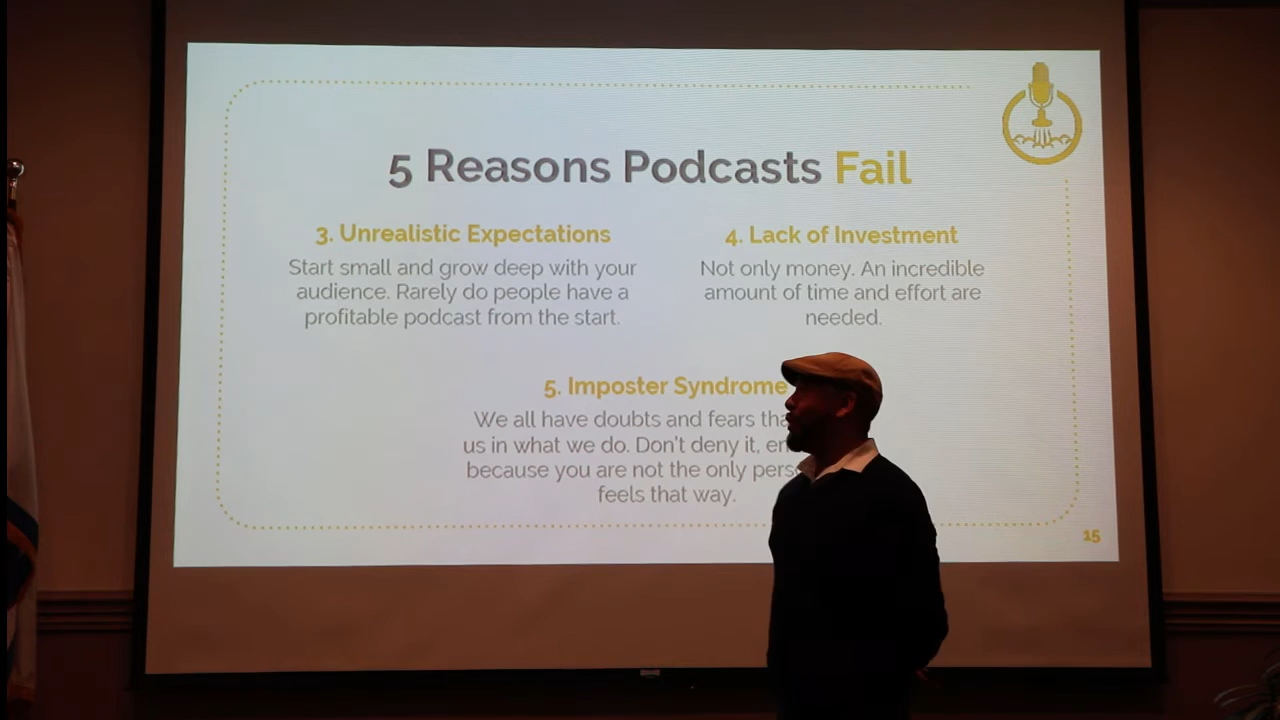 5 Reasons Podcasts Fail
3. Unrealistic Expectations
Start small and grow deep with your
audience. Rarely do people have a
profitable podcast from the start.
4. Lack of Investment
Not only money. An incredible
amount of time and effort are
needed.
5. Imposter Syndrome
We all have doubts and fears
us in what we do. Don't deny it,
because you are not the only
feels that way.
15